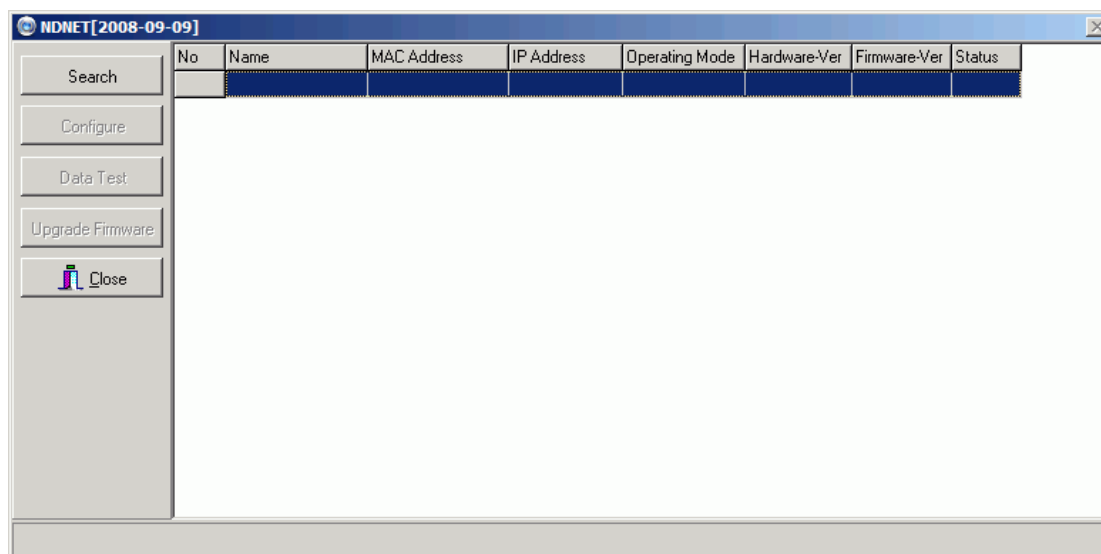 NDNET[2008-09-09]
Search
Configure
Data Test
Upgrade Firmware
Close
No Name MAC Address IP Address Operating Mode Hardware-Ver Firmware-Ver Status